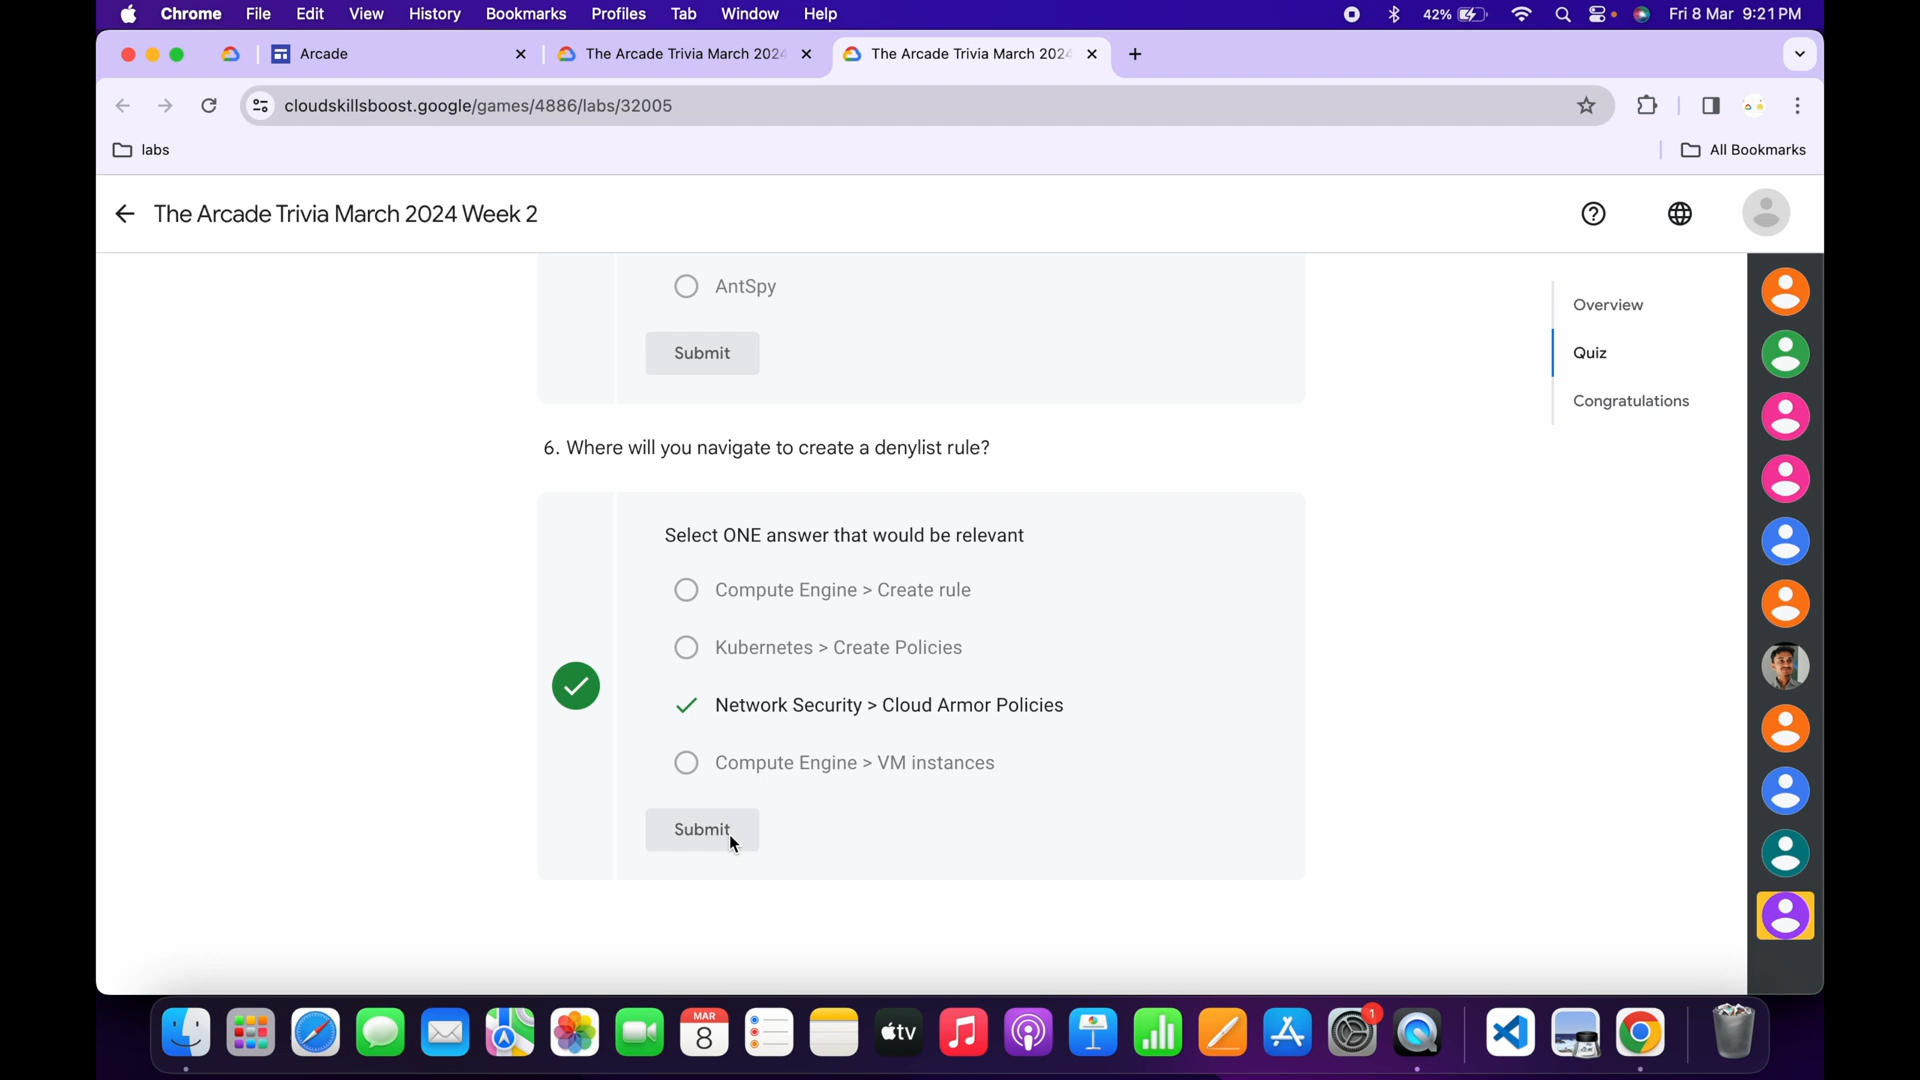 Chrome File Edit View History Bookmarks Profiles Tab Window Help 42% Fri 8 Mar 9:21 PM
Arcade The Arcade Trivia March 2024 The Arcade Trivia March 2024
cloudskillsboost.google/games/4886/labs/32005
labs All Bookmarks
The Arcade Trivia March 2024 Week 2
AntSpy
Submit
Overview
Quiz
Congratulations
6. Where will you navigate to create a denylist rule?
Select ONE answer that would be relevant
Compute Engine > Create rule
Kubernetes > Create Policies
Network Security > Cloud Armor Policies
Compute Engine > VM instances
Submit
MAR
8
tv
1